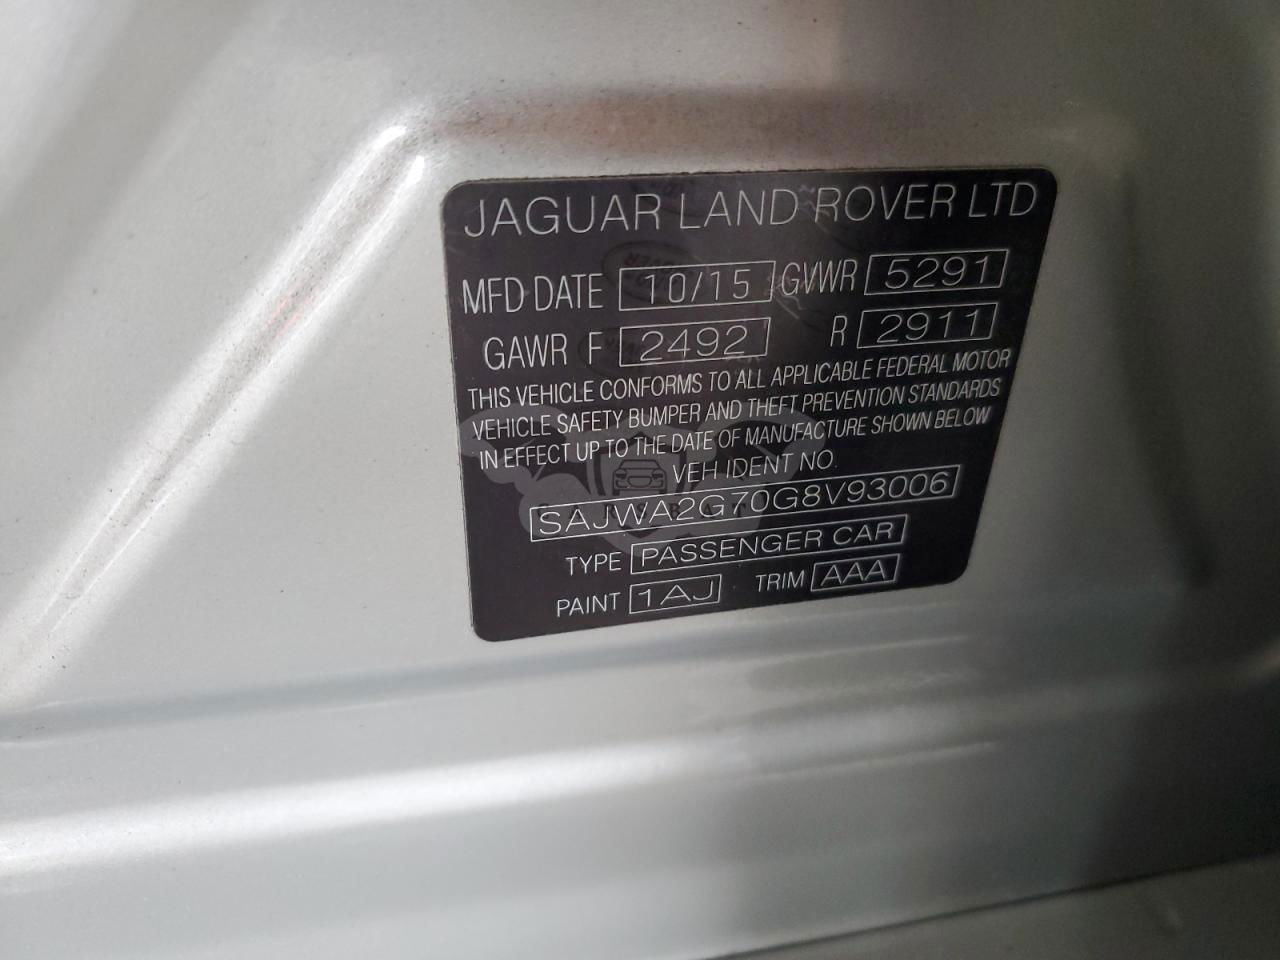 JAGUAR LAND ROVER LTD
MFD DATE 10/15 GVWR 5291
GAWR F 2492 R 2911
THIS VEHICLE CONFORMS TO ALL APPLICABLE FEDERAL MOTOR
VEHICLE SAFETY BUMPER AND THEFT PREVENTION STANDARDS
IN EFFECT UP TO THE DATE OF MANUFACTURE SHOWN BELOW
VEH IDENT NO.
SAJWA2G70G8V93006
TYPE PASSENGER CAR
PAINT 1AJ TRIM AAA